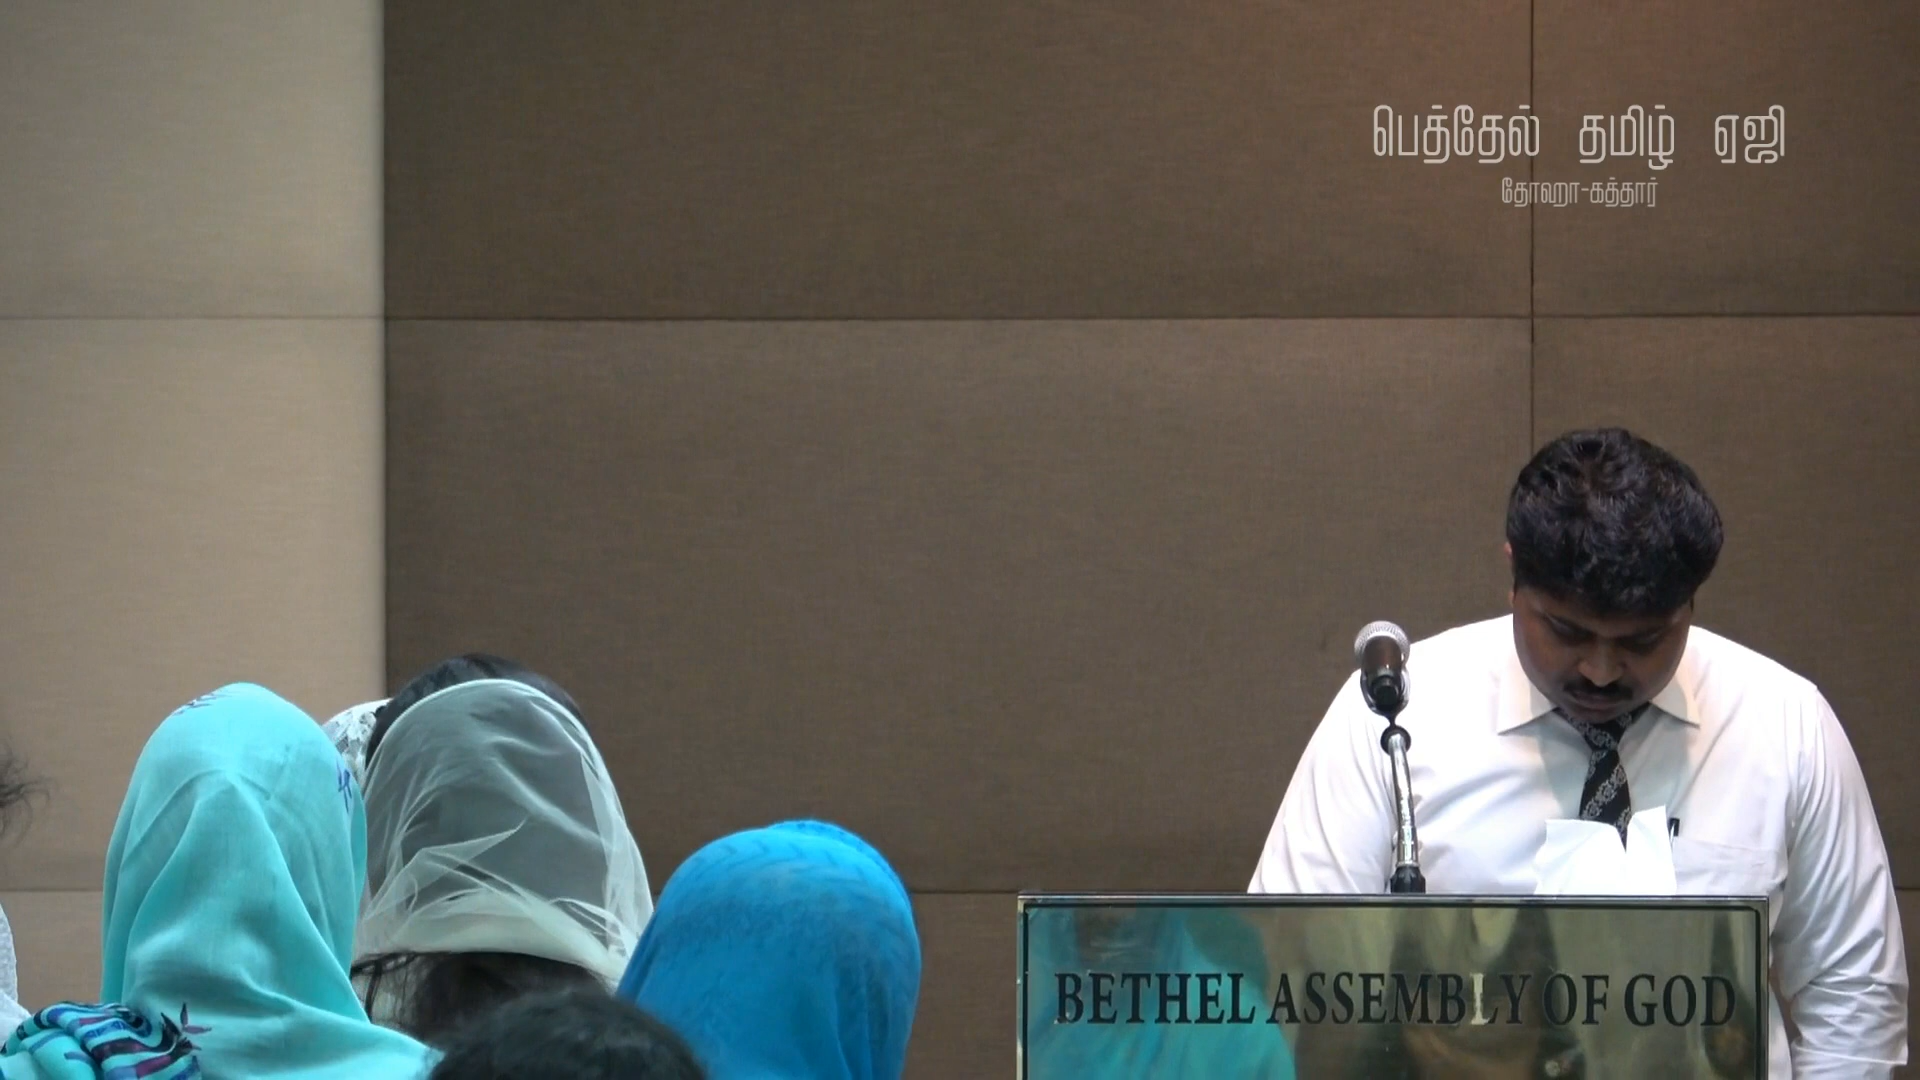 பெத்தேல் தமிழ் ஏஜி
தோஹா-கத்தார்
BETHEL ASSEMBLY OF GOD